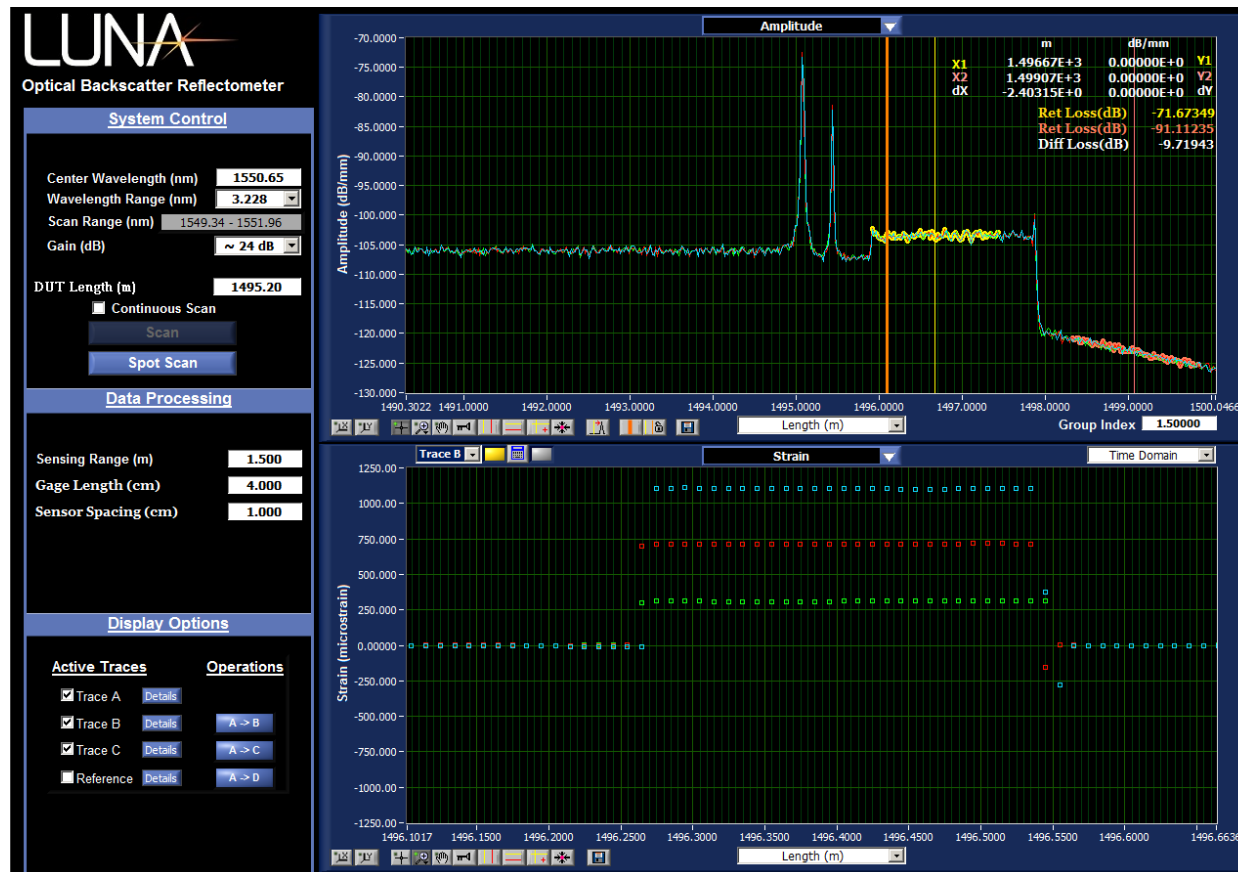 LUNA
Optical Backscatter Reflectometer
System Control
Center Wavelength (nm) 1550.65
Wavelength Range (nm) 3.228
Scan Range (nm) 1549.34 - 1551.96
Gain (dB) ~ 24 dB
DUT Length (m) 1495.20
Continuous Scan
Scan
Spot Scan
Data Processing
Sensing Range (m) 1.500
Gage Length (cm) 4.000
Sensor Spacing (cm) 1.000
Display Options
Active Traces Operations
Trace A Details
Trace B Details A -> B
Trace C Details A -> C
Reference Details A -> D
Amplitude
m dB/mm
X1 1.49667E+3 0.00000E+0 Y1
X2 1.49907E+3 0.00000E+0 Y2
dX -2.40315E+0 0.00000E+0 dY
Ret Loss(dB) -71.67349
Ret Loss(dB) -91.11235
Diff Loss(dB) -9.71943
Amplitude (dB/mm)
-70.0000
-75.0000
-80.0000
-85.0000
-90.0000
-95.0000
-100.000
-105.000
-110.000
-115.000
-120.000
-125.000
-130.000
1490.3022 1491.0000 1492.0000 1493.0000 1494.0000 1495.0000 1496.0000 1497.0000 1498.0000 1499.0000 1500.0466
Length (m)
Group Index 1.50000
Trace B
Strain
Time Domain
Strain (microstrain)
1250.00
1000.00
750.000
500.000
250.000
0.00000
-250.000
-500.000
-750.000
-1000.00
-1250.00
1496.1017 1496.1500 1496.2000 1496.2500 1496.3000 1496.3500 1496.4000 1496.4500 1496.5000 1496.5500 1496.6000 1496.6636
Length (m)